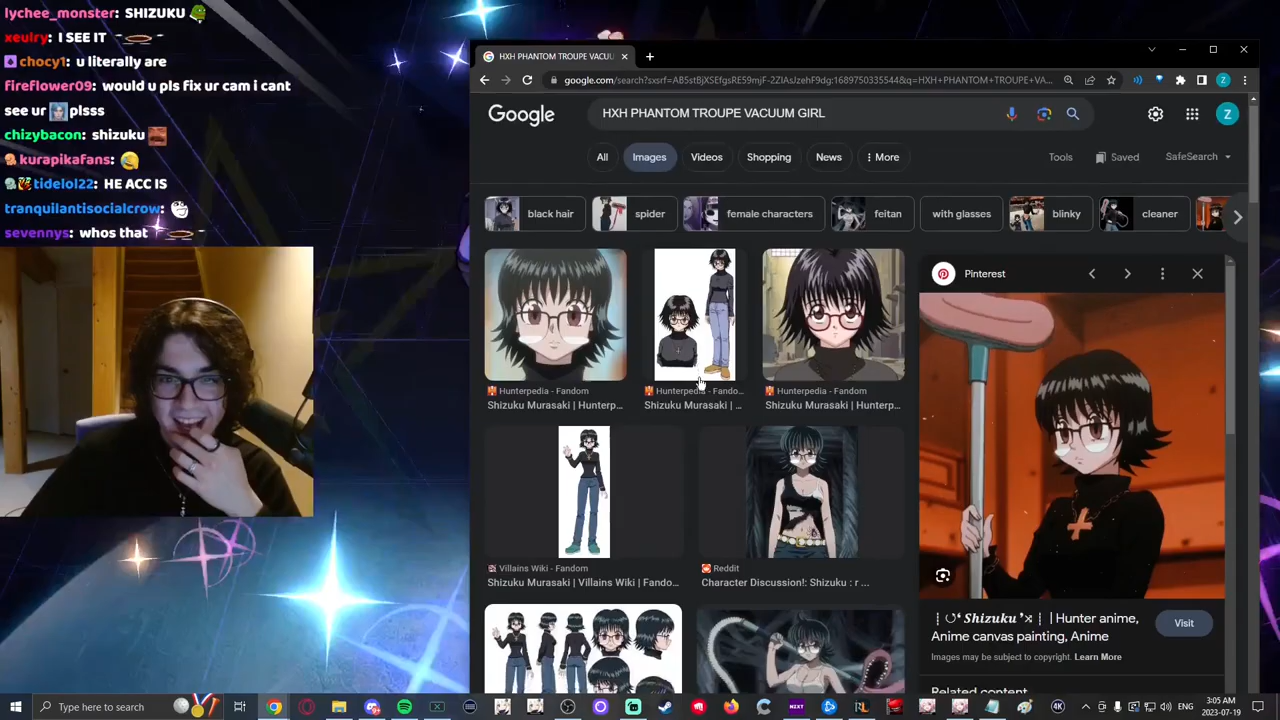 lychee_monster: SHIZUKU
xeulry: I SEE IT
chocy1: u literally are
fireflower09: would u pls fix ur cam i cant
see ur plsss
chizybacon: shizuku
kurapikafans:
tidelol22: HE ACC IS
tranquilantisocialcrow:
sevennys: whos that
HXH PHANTOM TROUPE VACUU
google.com/search?sxsrf=AB5stBjXSEfgsRE59mjF-2ZIAsJzehF9dg:1689750335544&q=HXH+PHANTOM+TROUPE+VA...
Google
HXH PHANTOM TROUPE VACUUM GIRL
Z
All
Images
Videos
Shopping
News
More
Tools
Saved
SafeSearch
black hair
spider
female characters
feitan
with glasses
blinky
cleaner
Hunterpedia - Fandom
Shizuku Murasaki | Hunterp...
Hunterpedia - Fando...
Shizuku Murasaki | ...
Hunterpedia - Fandom
Shizuku Murasaki | Hunterp...
Villains Wiki - Fandom
Shizuku Murasaki | Villains Wiki | Fando...
Reddit
Character Discussion!: Shizuku : r ...
Pinterest
Shizuku | Hunter anime,
Anime canvas painting, Anime
Visit
Images may be subject to copyright. Learn More
Related content
Type here to search
ENG
3:05 AM
2023-07-19